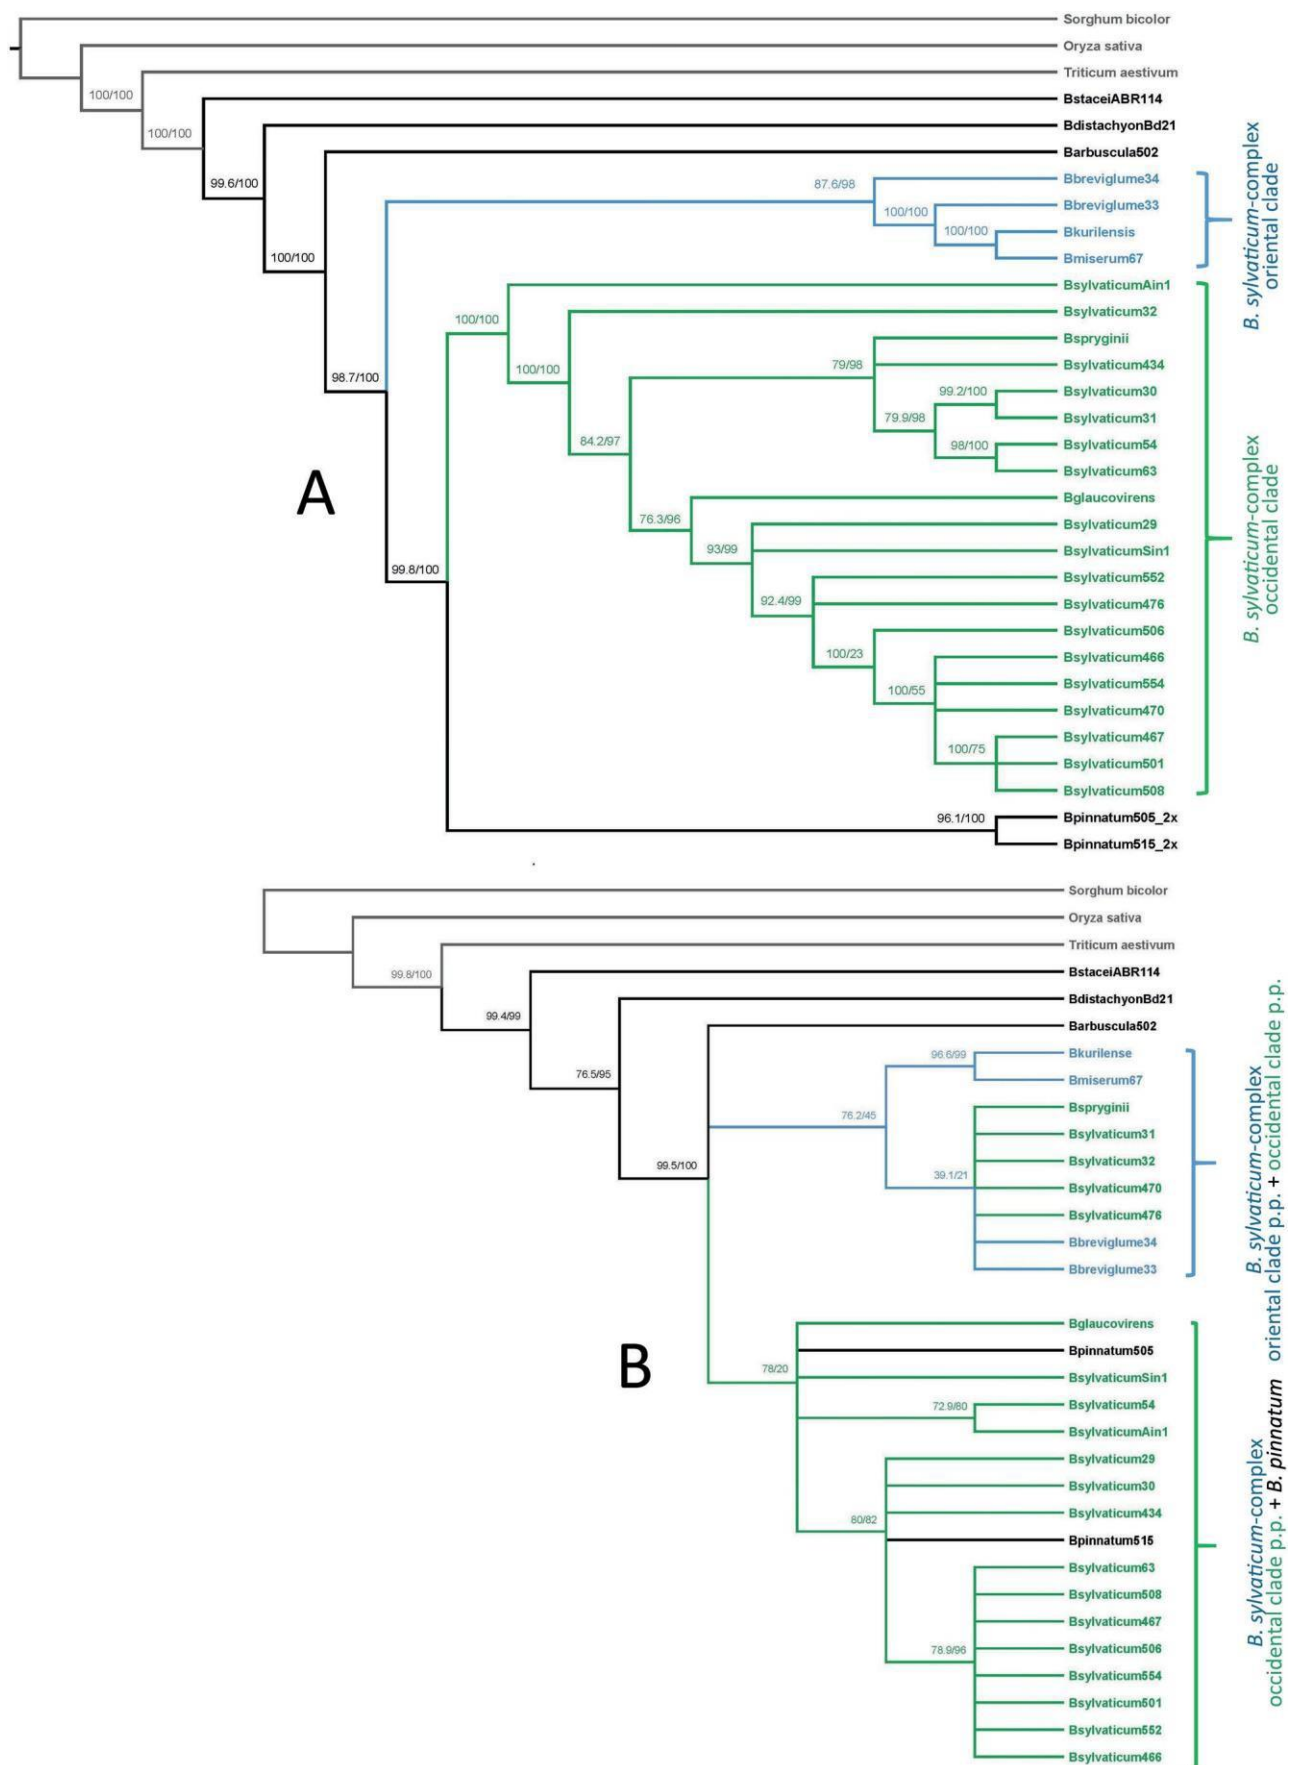 Sorghum bicolor
Oryza sativa
Triticum aestivum
100/100
BstaceiABR114
100/100
BdistachyonBd21
Barbuscula502
99.6/100
87.6/98
Bbreviglume34
100/100
Bbreviglume33
100/100
Bkurilensis
100/100
Bmiserum67
B. sylvaticum-complex
oriental clade
BsylvaticumAin1
100/100
Bsylvaticum32
Bspryginii
100/100
79/98
Bsylvaticum434
98.7/100
99.2/100
Bsylvaticum30
79.9/98
Bsylvaticum31
84.2/97
98/100
Bsylvaticum54
Bsylvaticum63
A
Bglaucovirens
76.3/96
Bsylvaticum29
93/99
BsylvaticumSin1
99.8/100
Bsylvaticum552
92.4/99
Bsylvaticum476
Bsylvaticum506
100/23
Bsylvaticum466
100/55
Bsylvaticum554
Bsylvaticum470
Bsylvaticum467
100/75
Bsylvaticum501
Bsylvaticum508
B. sylvaticum-complex
occidental clade
96.1/100
Bpinnatum505_2x
Bpinnatum515_2x
Sorghum bicolor
Oryza sativa
Triticum aestivum
99.8/100
BstaceiABR114
BdistachyonBd21
99.4/99
Barbuscula502
96.6/99
Bkurilense
76.5/95
Bmiserum67
Bspryginii
76.2/45
Bsylvaticum31
Bsylvaticum32
99.5/100
39.1/21
Bsylvaticum470
Bsylvaticum476
Bbreviglume34
Bbreviglume33
B. sylvaticum-complex
oriental clade p.p. + occidental clade p.p.
Bglaucovirens
B
78/20
Bpinnatum505
BsylvaticumSin1
72.9/80
Bsylvaticum54
BsylvaticumAin1
Bsylvaticum29
Bsylvaticum30
80/82
Bsylvaticum434
Bpinnatum515
Bsylvaticum63
Bsylvaticum508
Bsylvaticum467
78.9/96
Bsylvaticum506
Bsylvaticum554
Bsylvaticum501
Bsylvaticum552
Bsylvaticum466
B. sylvaticum-complex
occidental clade p.p. + B. pinnatum